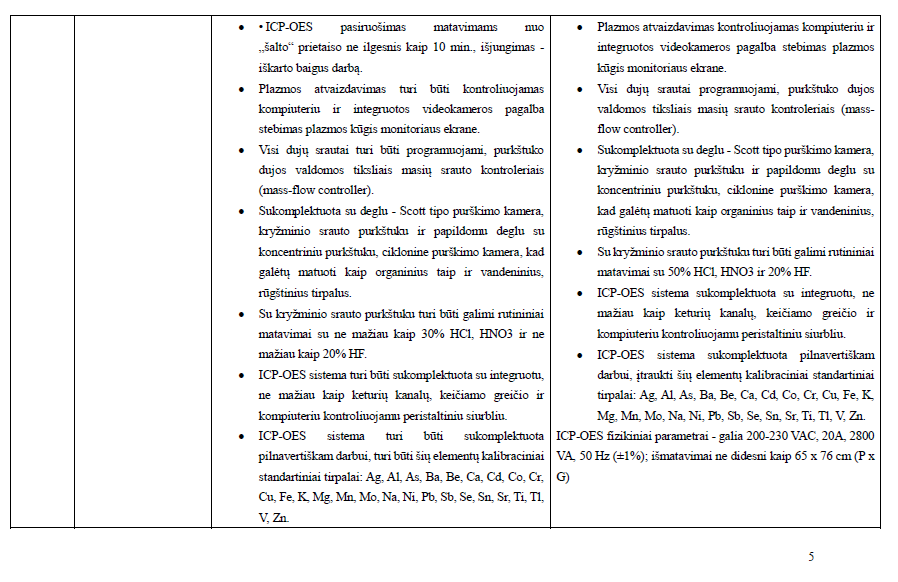 • • ICP-OES pasiruošimas matavimams nuo
„šalto“ prietaiso ne ilgesnis kaip 10 min., išjungimas -
iškarto baigus darbą.
• Plazmos atvaizdavimas turi būti kontroliuojamas
kompiuteriu ir integruotos videokameros pagalba
stebimas plazmos kūgis monitoriaus ekrane.
• Visi dujų srautai turi būti programuojami, purkštuko
dujos valdomos tiksliais masių srauto kontroleriais
(mass-flow controller).
• Sukomplektuota su deglu - Scott tipo purškimo kamera,
kryžminio srauto purkštuku ir papildomu deglu su
koncentriniu purkštuku, ciklonine purškimo kamera, kad
galėtų matuoti kaip organinius taip ir vandeninius,
rūgštinius tirpalus.
• Su kryžminio srauto purkštuku turi būti galimi rutininiai
matavimai su ne mažiau kaip 30% HCl, HNO3 ir ne
mažiau kaip 20% HF.
• ICP-OES sistema turi būti sukomplektuota su integruotu,
ne mažiau kaip keturių kanalų, keičiamo greičio ir
kompiuteriu kontroliuojamu peristaltiniu siurbliu.
• ICP-OES sistema turi būti sukomplektuota
pilnavertiškam darbui, turi būti šių elementų kalibraciniai
standartiniai tirpalai: Ag, Al, As, Ba, Be, Ca, Cd, Co, Cr,
Cu, Fe, K, Mg, Mn, Mo, Na, Ni, Pb, Sb, Se, Sn, Sr, Ti, Tl,
V, Zn.
• Plazmos atvaizdavimas kontroliuojamas kompiuteriu ir
integruotos videokameros pagalba stebimas plazmos
kūgis monitoriaus ekrane.
• Visi dujų srautai programuojami, purkštuko dujos
valdomos tiksliais masių srauto kontroleriais (mass-
flow controller).
• Sukomplektuota su deglu - Scott tipo purškimo kamera,
kryžminio srauto purkštuku ir papildomu deglu su
koncentriniu purkštuku, ciklonine purškimo kamera,
kad galėtų matuoti kaip organinius taip ir vandeninius,
rūgštinius tirpalus.
• Su kryžminio srauto purkštuku turi būti galimi rutininiai
matavimai su 50% HCl, HNO3 ir 20% HF.
• ICP-OES sistema sukomplektuota su integruotu, ne
mažiau kaip keturių kanalų, keičiamo greičio ir
kompiuteriu kontroliuojamu peristaltiniu siurbliu.
• ICP-OES sistema sukomplektuota pilnavertiškam
darbui, įtraukti šių elementų kalibraciniai standartiniai
tirpalai: Ag, Al, As, Ba, Be, Ca, Cd, Co, Cr, Cu, Fe, K,
Mg, Mn, Mo, Na, Ni, Pb, Sb, Se, Sn, Sr, Ti, Tl, V, Zn.
ICP-OES fizikiniai parametrai - galia 200-230 VAC, 20A, 2800
VA, 50 Hz (±1%); išmatavimai ne didesni kaip 65 x 76 cm (P x
G)
5